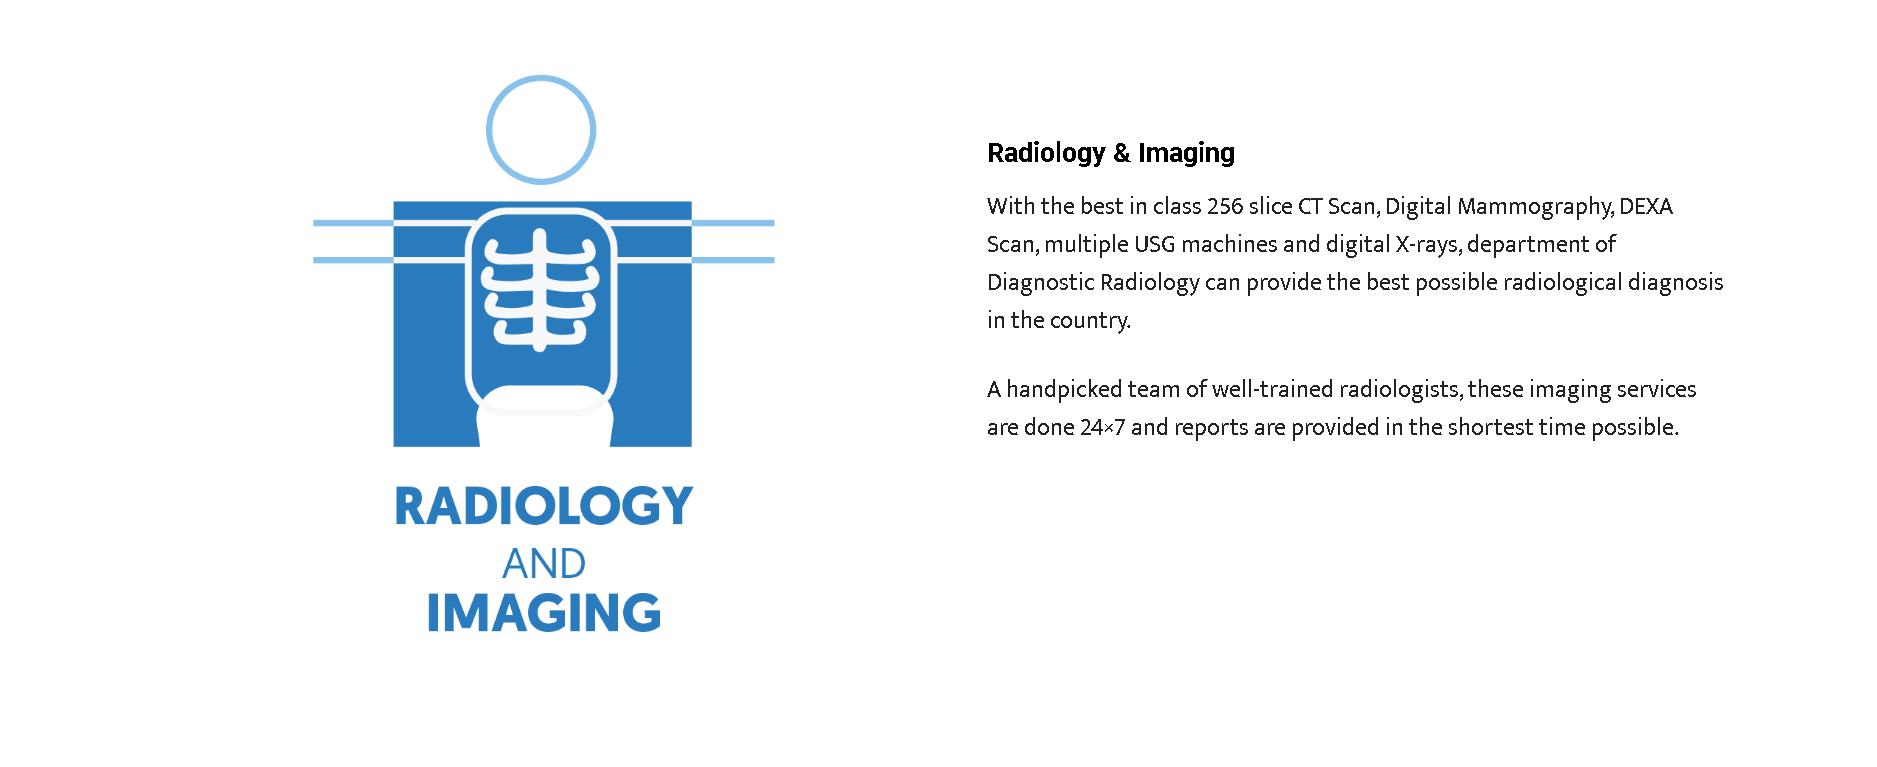 RADIOLOGY
AND
IMAGING
Radiology & Imaging
With the best in class 256 slice CT Scan, Digital Mammography, DEXA
Scan, multiple USG machines and digital X-rays, department of
Diagnostic Radiology can provide the best possible radiological diagnosis
in the country.
A handpicked team of well-trained radiologists, these imaging services
are done 24×7 and reports are provided in the shortest time possible.